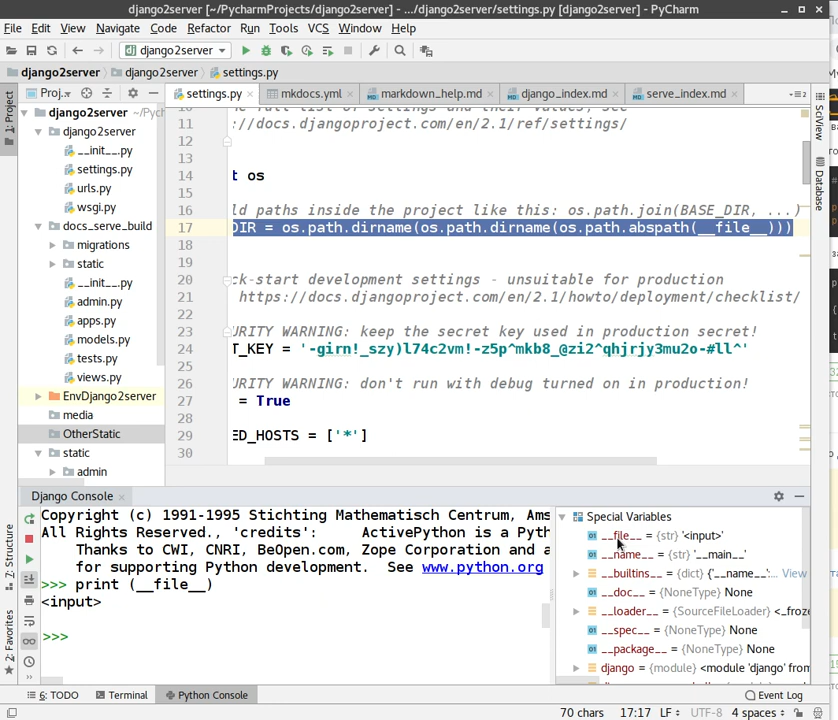 django2server [~/PycharmProjects/django2server] - .../django2server/settings.py [django2server] - PyCharm
File Edit View Navigate Code Refactor Run Tools VCS Window Help
django2server
django2server django2server settings.py
1: Project
Proj..
settings.py mkdocs.yml markdown_help.md django_index.md serve_index.md
2
SciView
Database
django2server ~/Pych
django2server
__init__.py
settings.py
urls.py
wsgi.py
docs_serve_build
migrations
static
__init__.py
admin.py
apps.py
models.py
tests.py
views.py
EnvDjango2server
media
OtherStatic
static
admin
11 ://docs.djangoproject.com/en/2.1/ref/settings/
12
13
14 t os
15
16 ld paths inside the project like this: os.path.join(BASE_DIR, ...)
17 DIR = os.path.dirname(os.path.dirname(os.path.abspath(__file__)))
18
19
20 ck-start development settings - unsuitable for production
21 https://docs.djangoproject.com/en/2.1/howto/deployment/checklist/
22
23 URITY WARNING: keep the secret key used in production secret!
24 T_KEY = '-girn!_szy)l74c2vm!-z5p^mkb8_@zi2^qhjrjy3mu2o-#ll^'
25
26 URITY WARNING: don't run with debug turned on in production!
27 = True
28
29 ED_HOSTS = ['*']
30
Django Console
Copyright (c) 1991-1995 Stichting Mathematisch Centrum, Ams
All Rights Reserved., 'credits': ActivePython is a Pyth
Thanks to CWI, CNRI, BeOpen.com, Zope Corporation and a
for supporting Python development. See www.python.org
>>> print (__file__)
<input>
>>>
Special Variables
__file__ = {str} '<input>'
__name__ = {str} '__main__'
__builtins__ = {dict} {'__name__':... View
__doc__ = {NoneType} None
__loader__ = {SourceFileLoader} <_froze
__spec__ = {NoneType} None
__package__ = {NoneType} None
django = {module} <module 'django' from
7: Structure
2: Favorites
6: TODO Terminal Python Console Event Log
70 chars 17:17 LF UTF-8 4 spaces